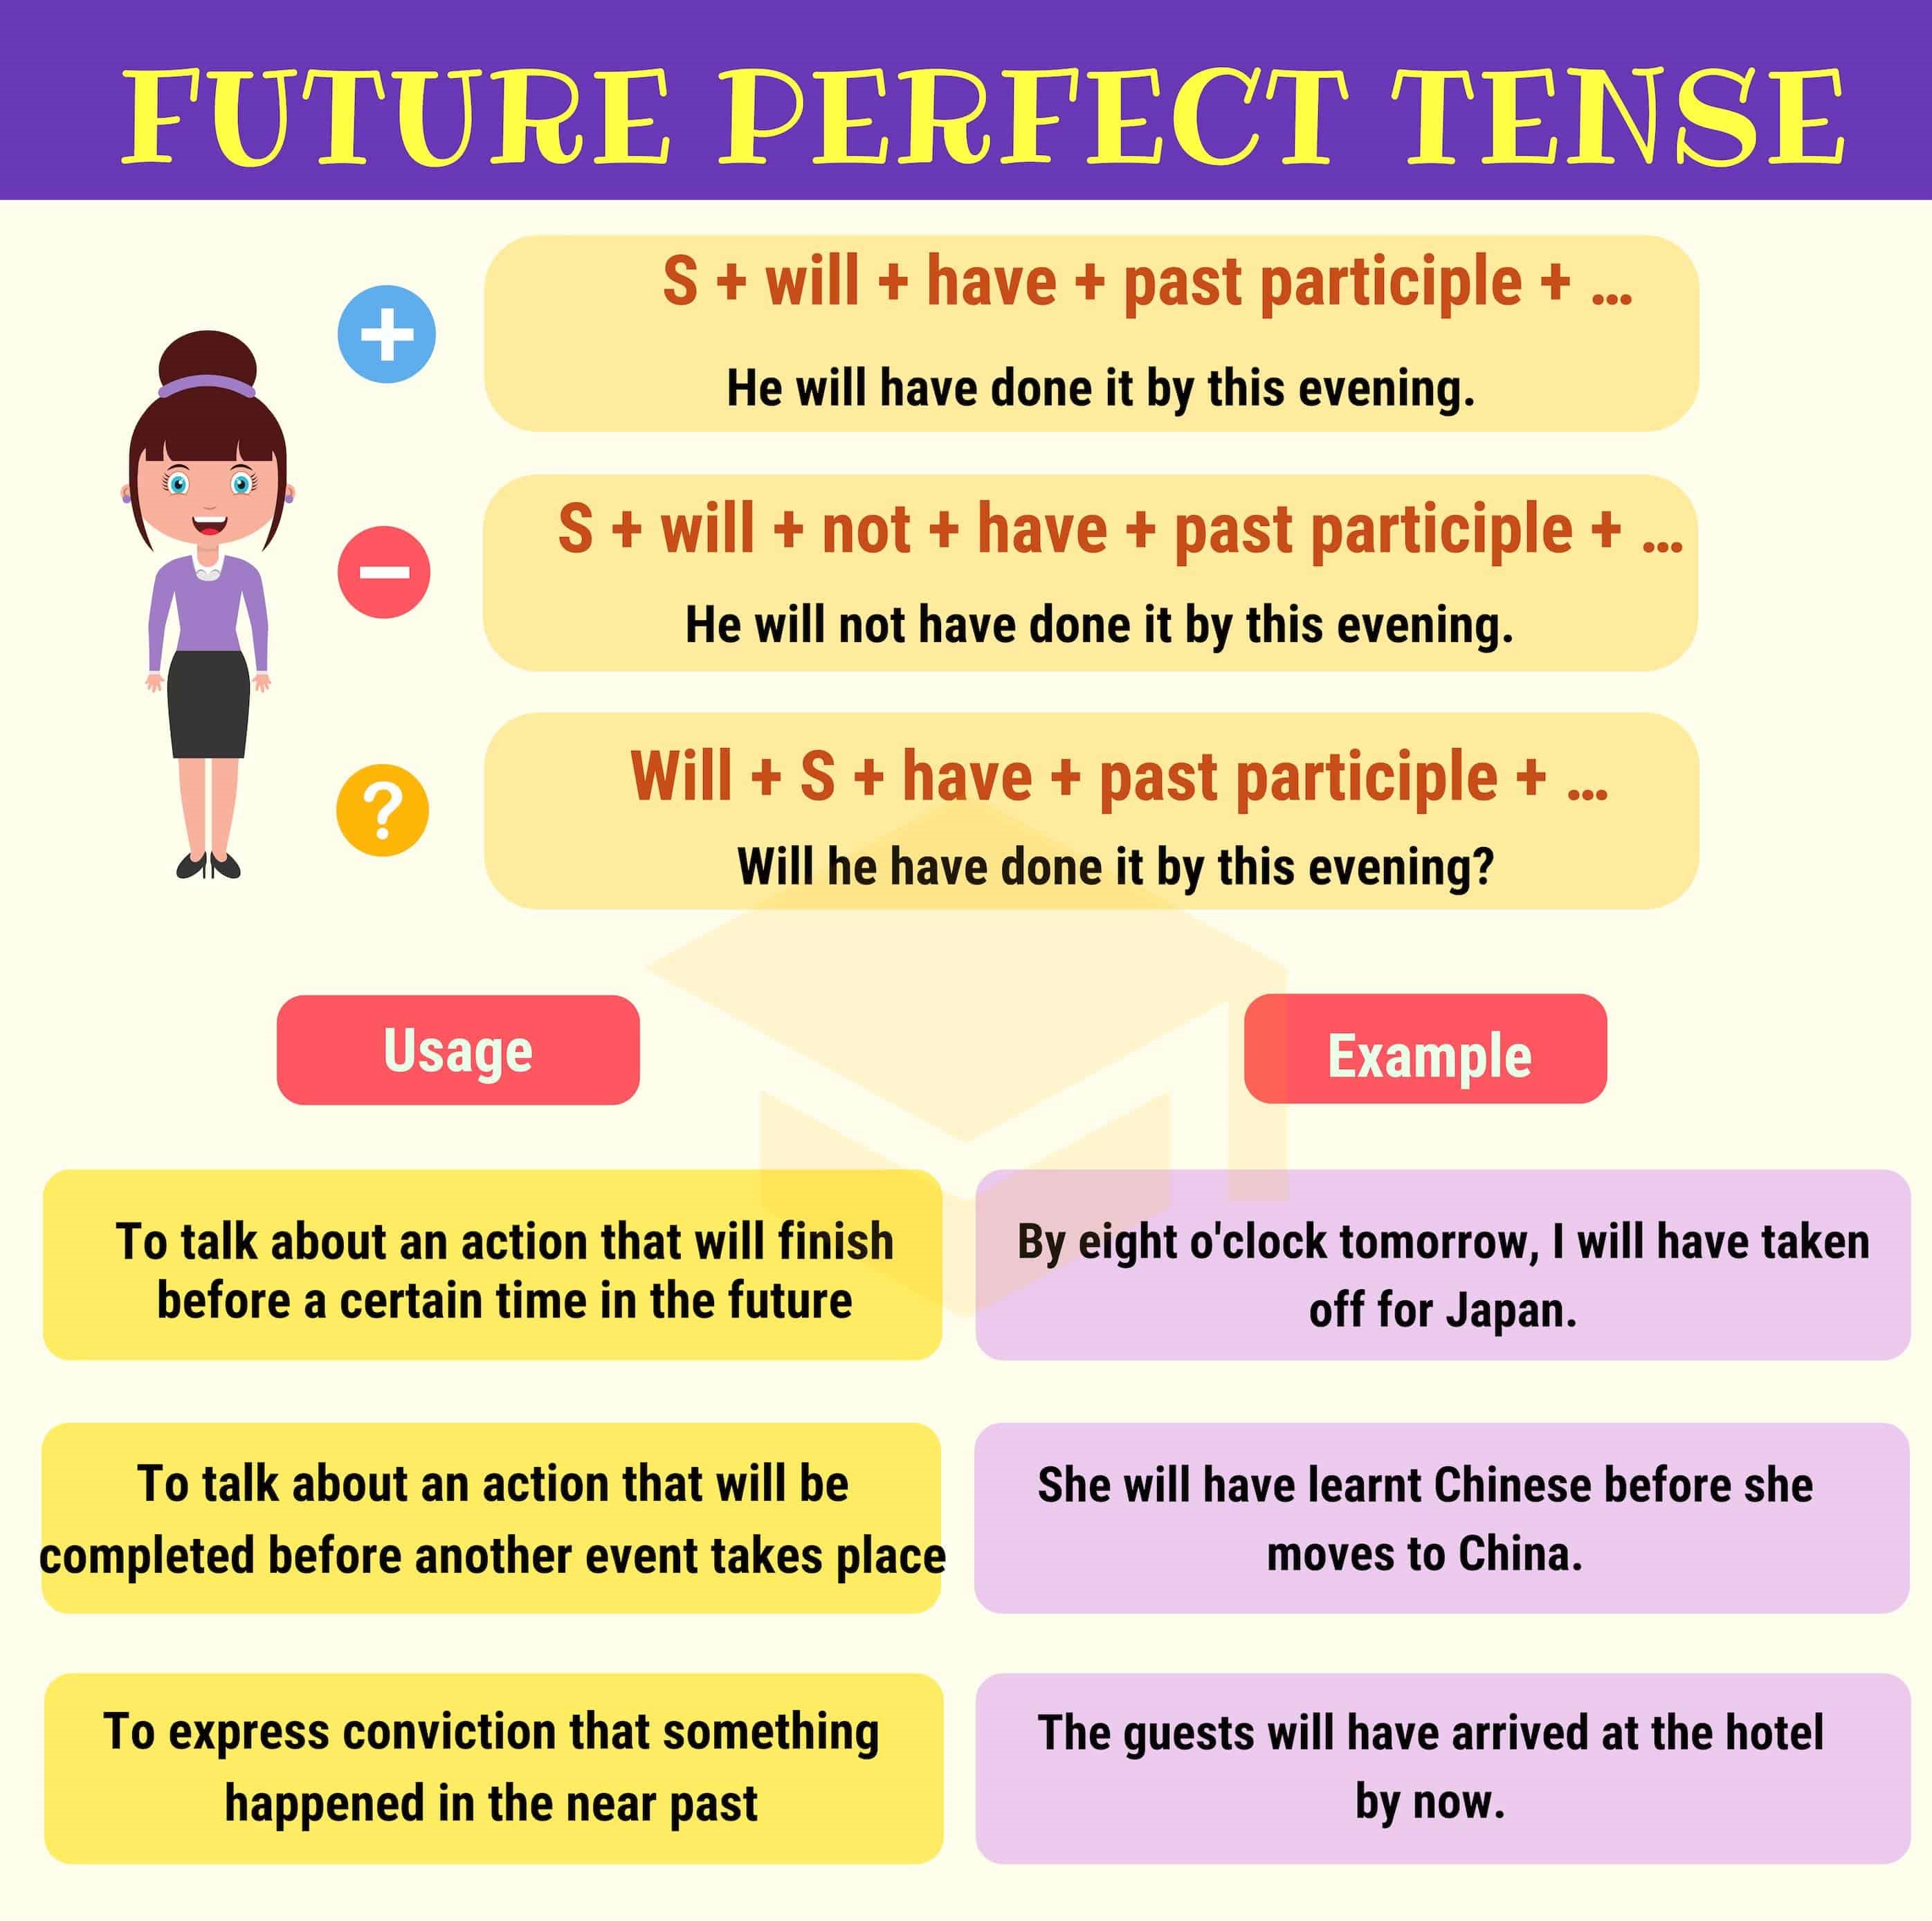 FUTURE PERFECT TENSE
S + will + have + past participle + ...
He will have done it by this evening.
S + will + not + have + past participle + ...
He will not have done it by this evening.
?
Will + S + have + past participle + ...
Will he have done it by this evening?
Usage
Example
To talk about an action that will finish
before a certain time in the future
By eight o'clock tomorrow, I will have taken
off for Japan.
To talk about an action that will be
completed before another event takes place
She will have learnt Chinese before she
moves to China.
To express conviction that something
happened in the near past
The guests will have arrived at the hotel
by now.